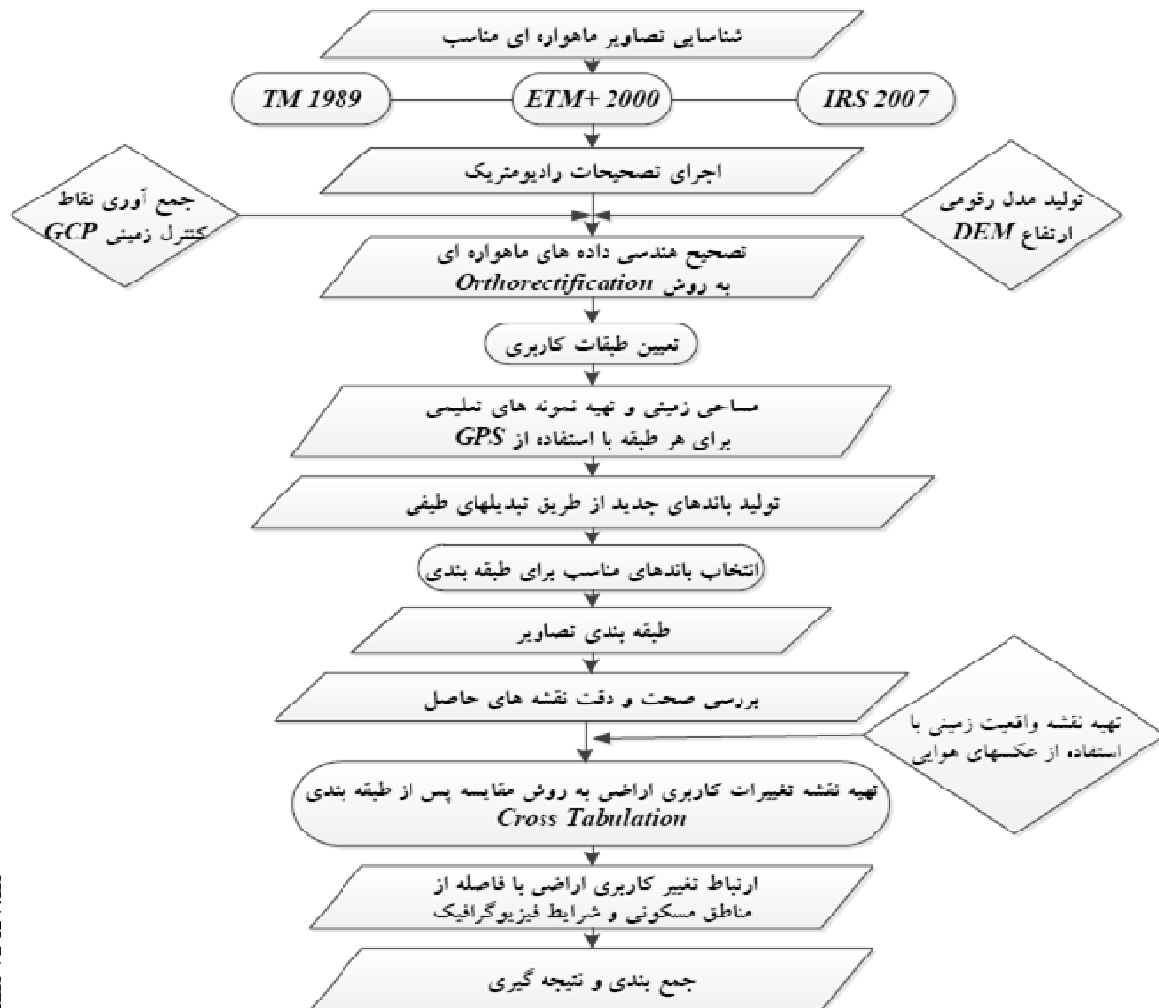 شناسایی تصاویر ماهواره ای مناسب
TM 1989
ETM+ 2000
IRS 2007
اجرای تصحیحات رادیومتریک
جمع آوری نقاط
کنترل زمینی GCP
تولید مدل رقومی
ارتفاع DEM
تصحیح هندسی داده های ماهواره ای
به روش Orthorectification
تعیین طبقات کاربری
مساحی زمینی و تهیه نمونه های تعلیمی
برای هر طبقه با استفاده از GPS
تولید باندهای جدید از طریق تبدیلهای طیفی
انتخاب باندهای مناسب برای طبقه بندی
طبقه بندی تصاویر
بررسی صحت و دقت نقشه های حاصل
تهیه نقشه واقعیت زمینی با
استفاده از عکسهای هوایی
تهیه نقشه تغییرات کاربری اراضی به روش مقایسه پس از طبقه بندی
Cross Tabulation
ارتباط تغییر کاربری اراضی با فاصله از
مناطق مسکونی و شرایط فیزیوگرافیک
جمع بندی و نتیجه گیری